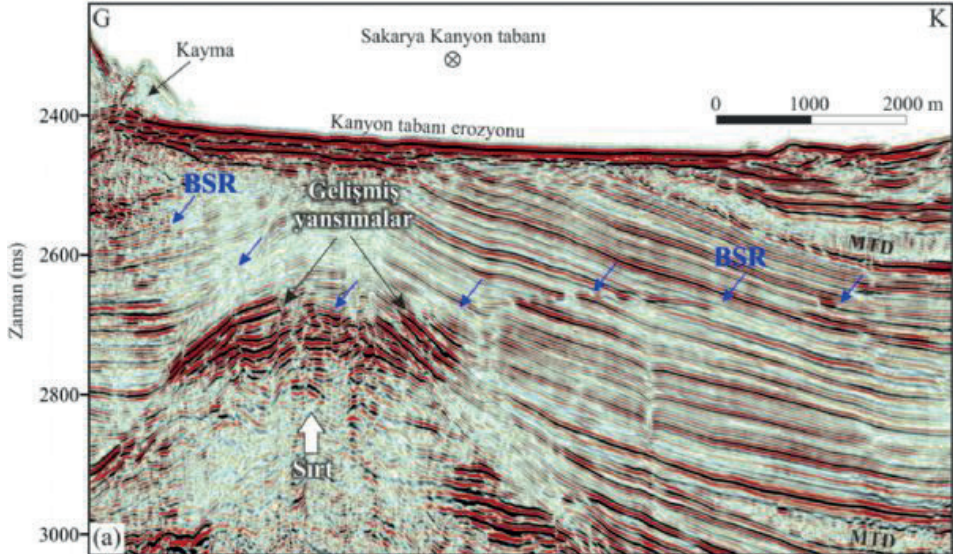 G
K
Sakarya Kanyon tabanı
Kayma
0 1000 2000 m
2400
Kanyon tabanı erozyonu
BSR
Gelişmiş
yansımalar
MTD
2600
BSR
Zaman (ms)
2800
Sırt
3000
(a)
MTD